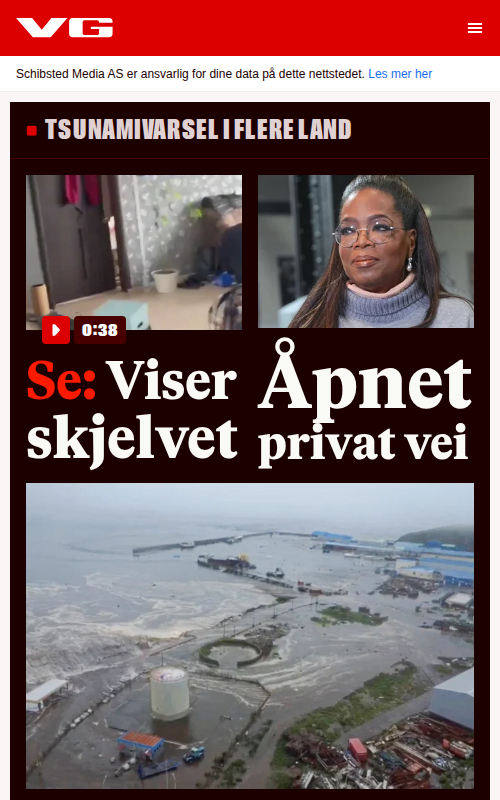 VG
Schibsted Media AS er ansvarlig for dine data på dette nettstedet. Les mer her
TSUNAMIVARSEL I FLERE LAND
0:38
Se: Viser
skjelvet
Åpnet
privat vei